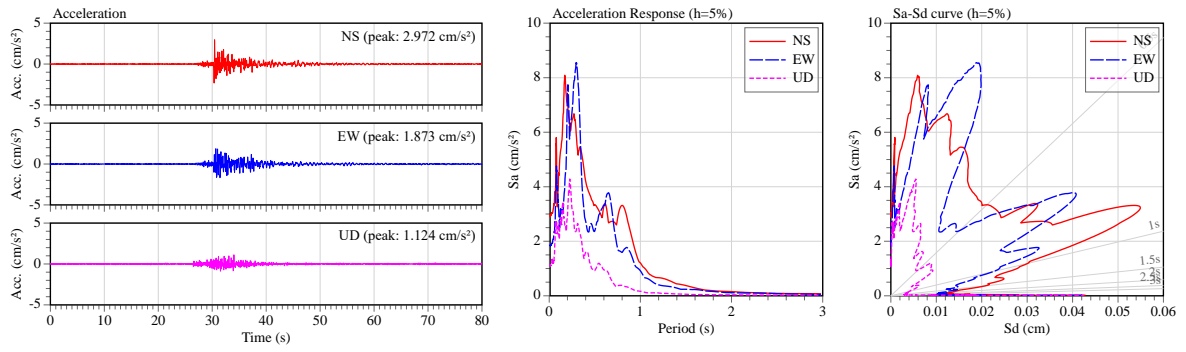 Acceleration
Acc. (cm/s²)
5
0
-5
NS (peak: 2.972 cm/s²)
Acc. (cm/s²)
5
0
-5
EW (peak: 1.873 cm/s²)
Acc. (cm/s²)
5
0
-5
UD (peak: 1.124 cm/s²)
0 10 20 30 40 50 60 70 80
Time (s)
Acceleration Response (h=5%)
Sa (cm/s²)
10
8
6
4
2
0
NS
EW
UD
0 1 2 3
Period (s)
Sa-Sd curve (h=5%)
Sa (cm/s²)
10
8
6
4
2
0
NS
EW
UD
1s
1.5s
2s
3s
0 0.01 0.02 0.03 0.04 0.05 0.06
Sd (cm)